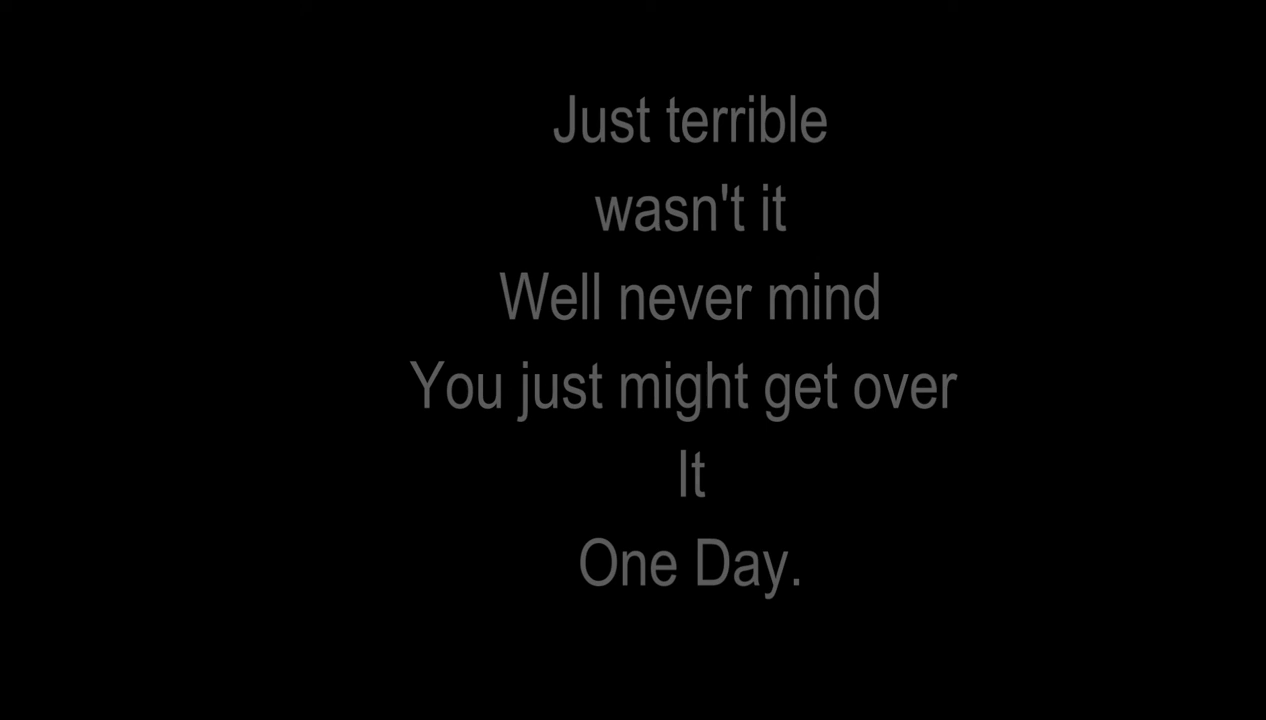 Just terrible
wasn't it
Well never mind
You just might get over
It
One Day.